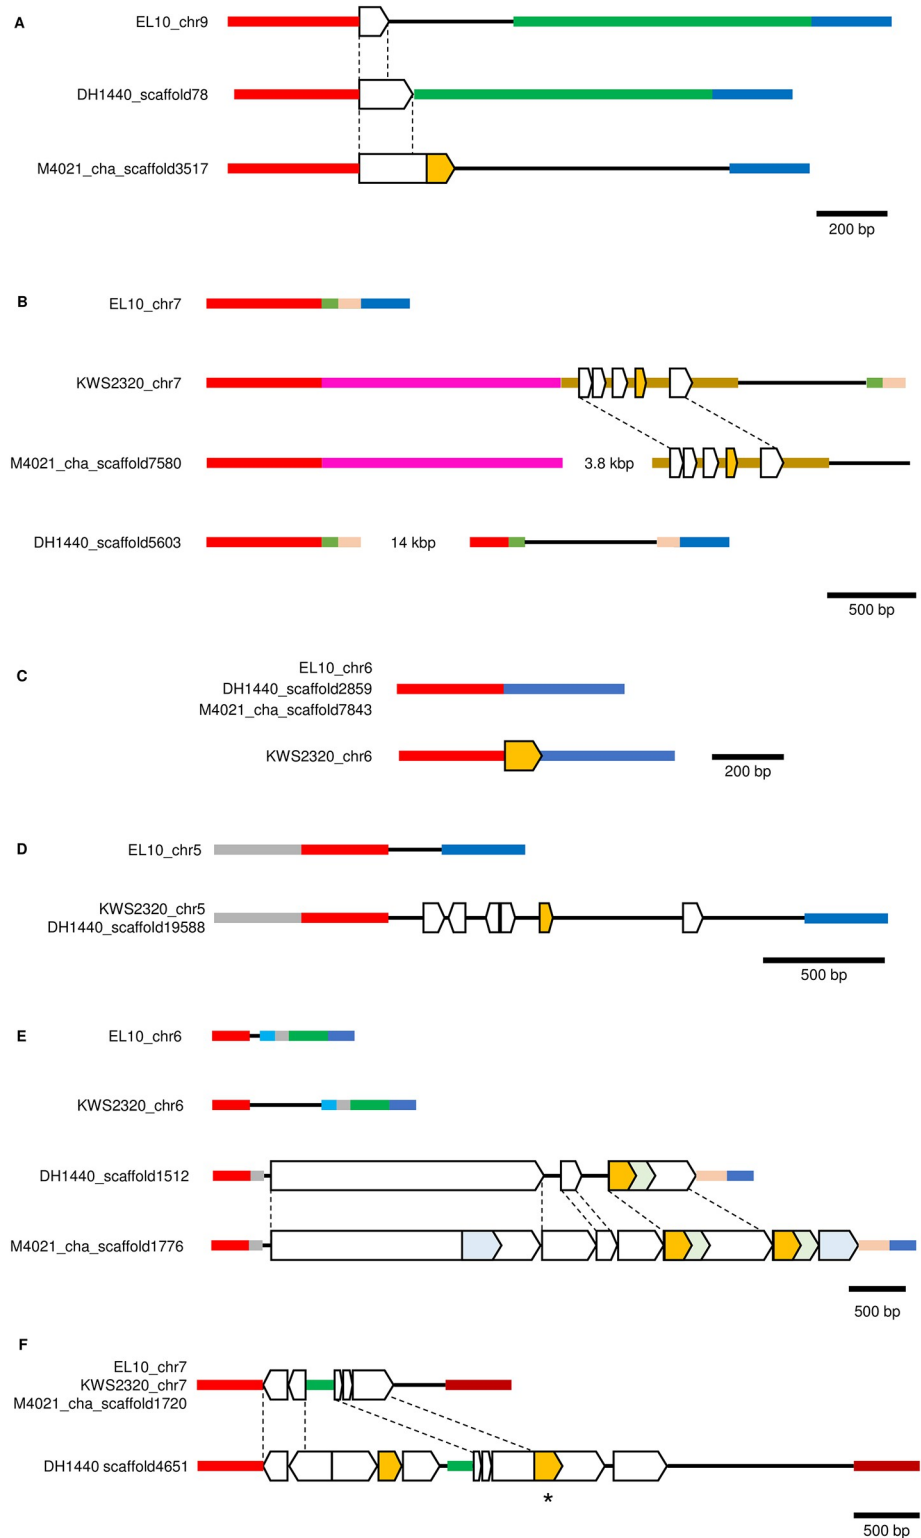 A
EL10_chr9
DH1440_scaffold78
M4021_cha_scaffold3517
200 bp
B
EL10_chr7
KWS2320_chr7
M4021_cha_scaffold7580
3.8 kbp
DH1440_scaffold5603
14 kbp
500 bp
C
EL10_chr6
DH1440_scaffold2859
M4021_cha_scaffold7843
KWS2320_chr6
200 bp
D
EL10_chr5
KWS2320_chr5
DH1440_scaffold19588
500 bp
E
EL10_chr6
KWS2320_chr6
DH1440_scaffold1512
M4021_cha_scaffold1776
500 bp
F
EL10_chr7
KWS2320_chr7
M4021_cha_scaffold1720
DH1440 scaffold4651
*
500 bp